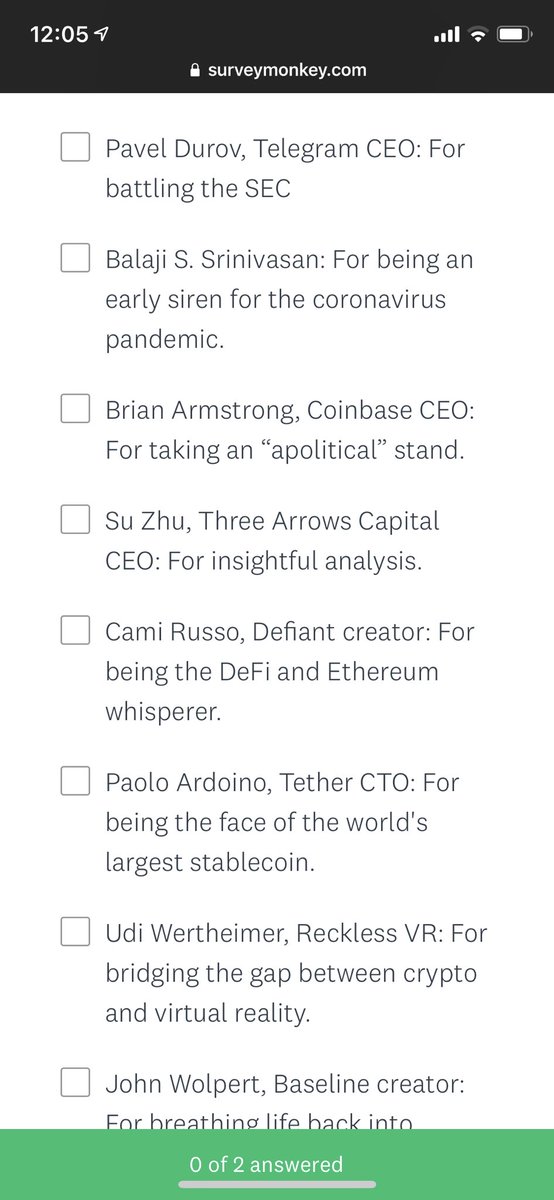 12:05
surveymonkey.com
Pavel Durov, Telegram CEO: For
battling the SEC
Balaji S. Srinivasan: For being an
early siren for the coronavirus
pandemic.
Brian Armstrong, Coinbase CEO:
For taking an “apolitical” stand.
Su Zhu, Three Arrows Capital
CEO: For insightful analysis.
Cami Russo, Defiant creator: For
being the DeFi and Ethereum
whisperer.
Paolo Ardoino, Tether CTO: For
being the face of the world's
largest stablecoin.
Udi Wertheimer, Reckless VR: For
bridging the gap between crypto
and virtual reality.
John Wolpert, Baseline creator:
For breathing life back into
0 of 2 answered